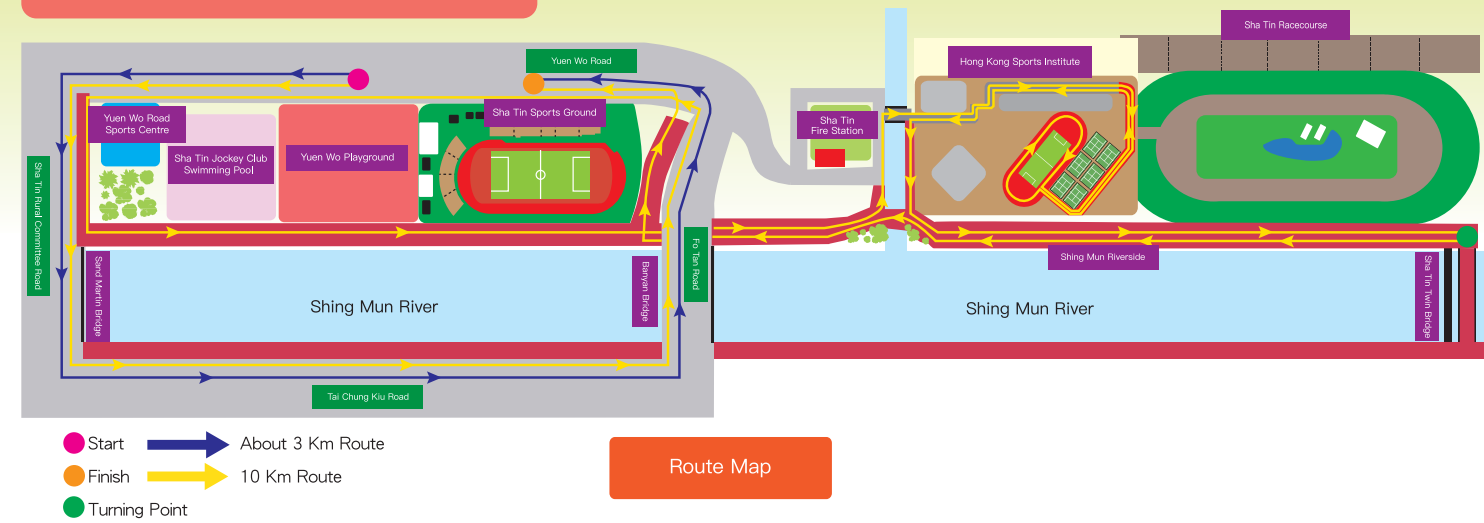 Yuen Wo Road
Sha Tin Racecourse
Hong Kong Sports Institute
Yuen Wo Road
Sports Centre
Sha Tin Jockey Club
Swimming Pool
Yuen Wo Playground
Sha Tin Sports Ground
Sha Tin
Fire Station
Sha Tin Rural Committee Road
Sand Martin Bridge
Shing Mun River
Banyan Bridge
Fo Tan Road
Shing Mun Riverside
Shing Mun River
Sha Tin Twin Bridge
Tai Chung Kiu Road
Start
About 3 Km Route
Finish
10 Km Route
Turning Point
Route Map